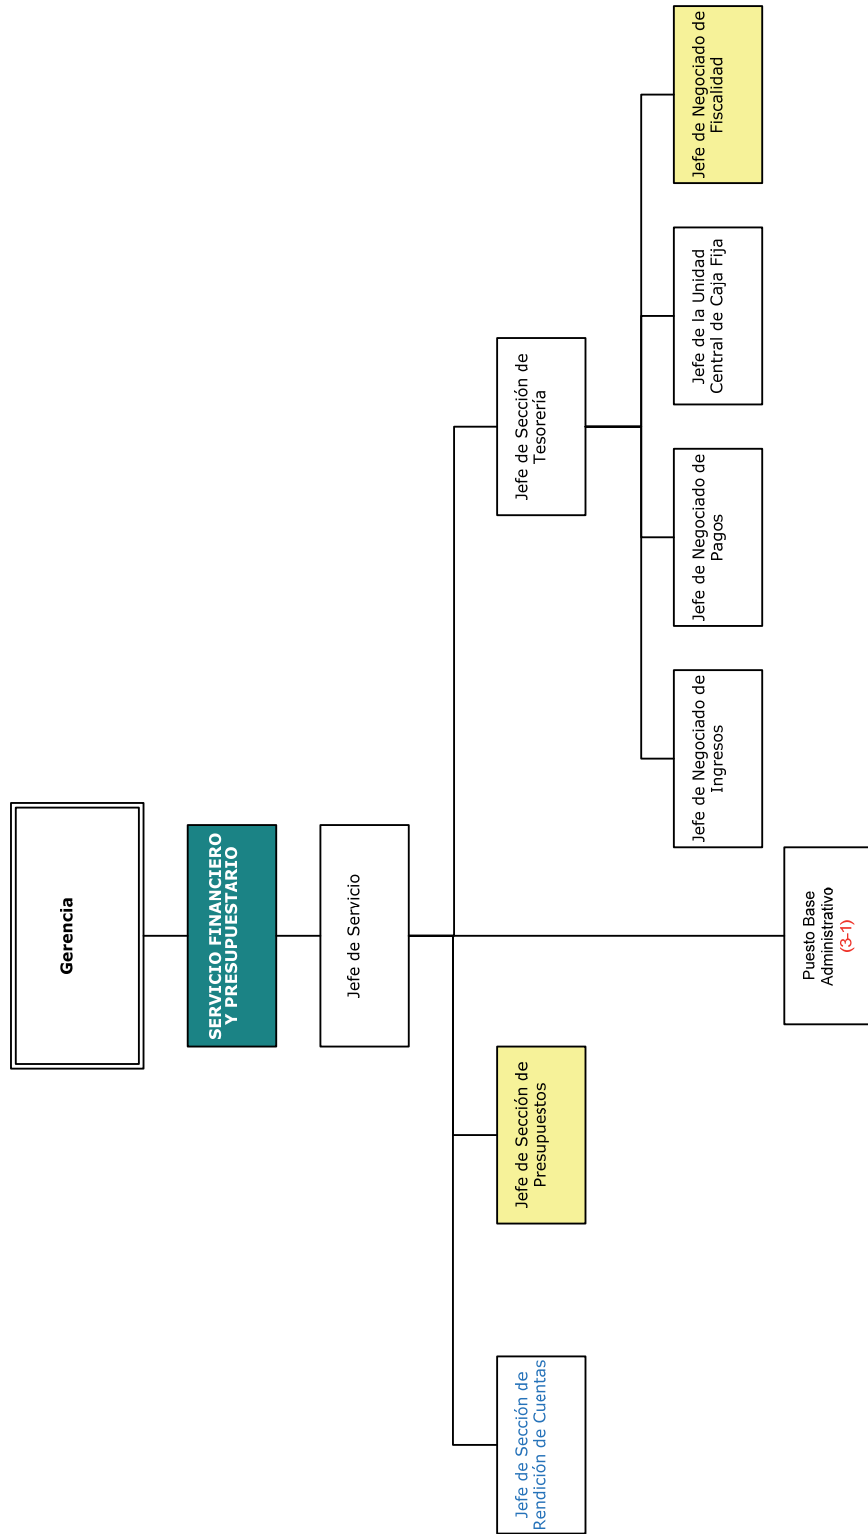 Gerencia
SERVICIO FINANCIERO
Y PRESUPUESTARIO
Jefe de Servicio
Jefe de Sección de
Rendición de Cuentas
Jefe de Sección de
Presupuestos
Jefe de Sección de
Tesorería
Jefe de Negociado de
Ingresos
Jefe de Negociado de
Pagos
Jefe de la Unidad
Central de Caja Fija
Jefe de Negociado de
Fiscalidad
Puesto Base
Administrativo
(3-1)